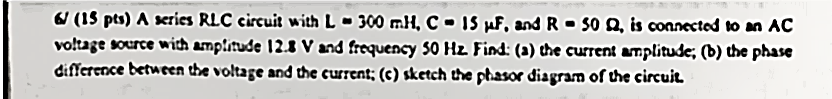 6/ (15 pts) A series RLC circuit with L = 300 mH, C = 15 µF, and R = 50 Ω, is connected to an AC
voltage source with amplitude 12.8 V and frequency 50 Hz. Find: (a) the current amplitude; (b) the phase
difference between the voltage and the current; (c) sketch the phasor diagram of the circuit.